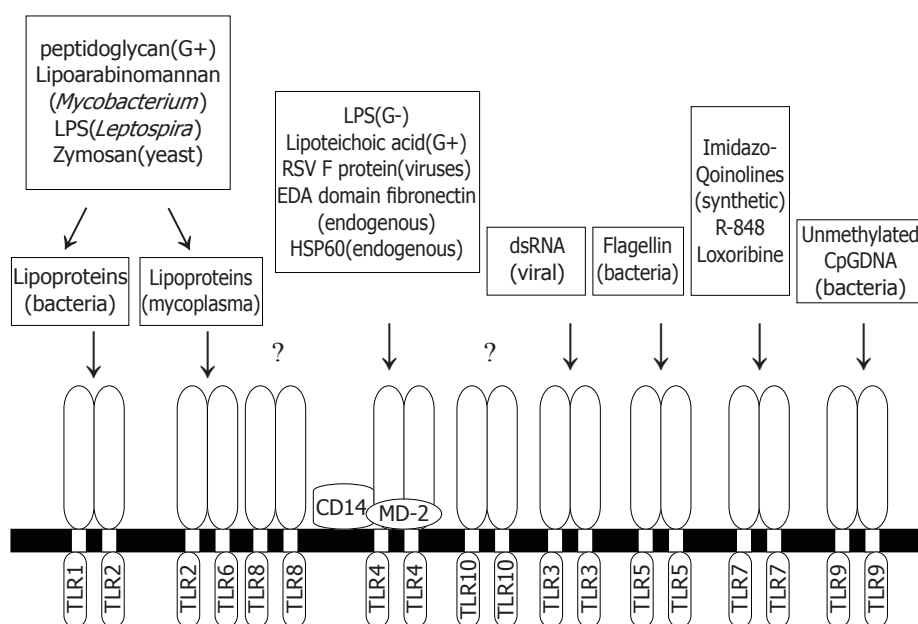 peptidoglycan(G+)
Lipoarabinomannan
(Mycobacterium)
LPS(Leptospira)
Zymosan(yeast)
Lipoproteins
(bacteria)
Lipoproteins
(mycoplasma)
?
LPS(G-)
Lipoteichoic acid(G+)
RSV F protein(viruses)
EDA domain fibronectin
(endogenous)
HSP60(endogenous)
?
dsRNA
(viral)
Flagellin
(bacteria)
Imidazo-
Qoinolines
(synthetic)
R-848
Loxoribine
Unmethylated
CpGDNA
(bacteria)
CD14
MD-2
TLR1
TLR2
TLR2
TLR6
TLR8
TLR8
TLR4
TLR4
TLR10
TLR10
TLR3
TLR3
TLR5
TLR5
TLR7
TLR7
TLR9
TLR9